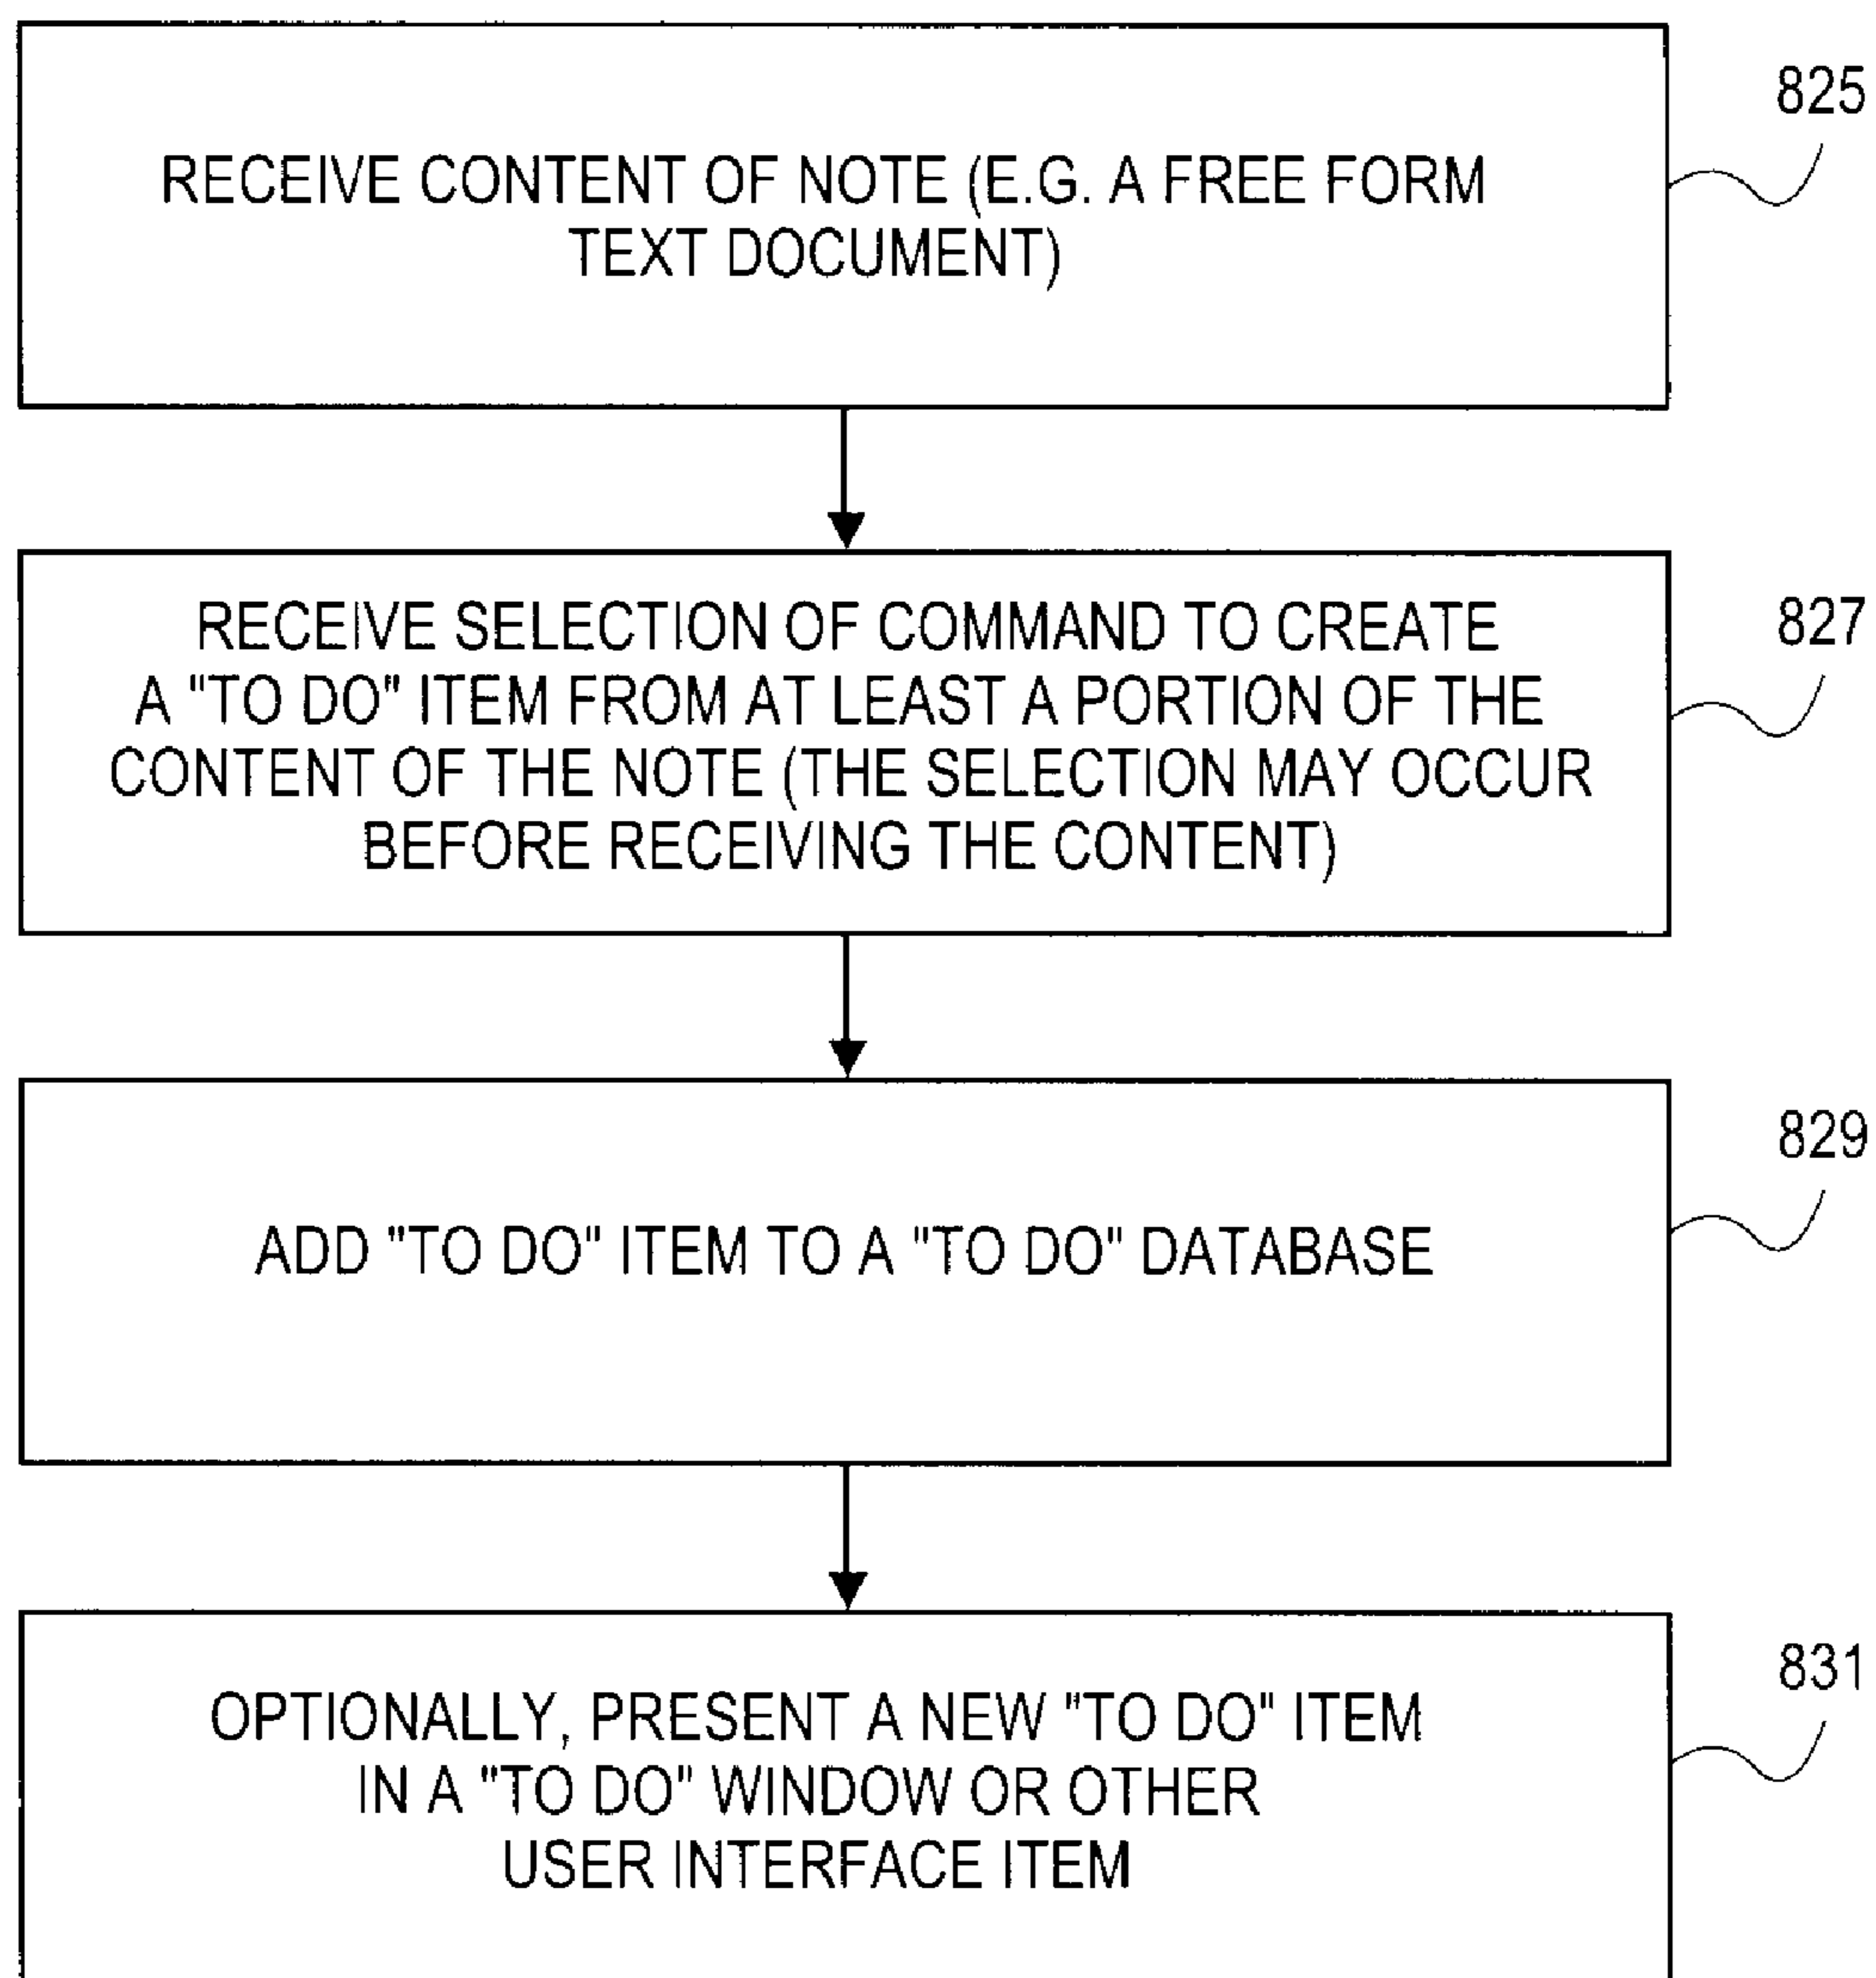 825
RECEIVE CONTENT OF NOTE (E.G. A FREE FORM
TEXT DOCUMENT)
827
RECEIVE SELECTION OF COMMAND TO CREATE
A "TO DO" ITEM FROM AT LEAST A PORTION OF THE
CONTENT OF THE NOTE (THE SELECTION MAY OCCUR
BEFORE RECEIVING THE CONTENT)
829
ADD "TO DO" ITEM TO A "TO DO" DATABASE
831
OPTIONALLY, PRESENT A NEW "TO DO" ITEM
IN A "TO DO" WINDOW OR OTHER
USER INTERFACE ITEM